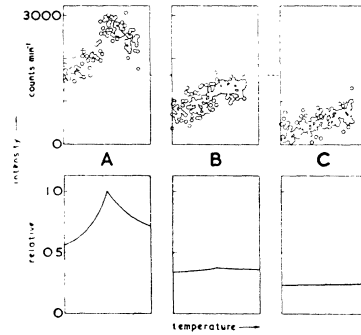 3000
counts min⁻¹
0
intensity
A B C
1.0
0.5
0
relative
temperature